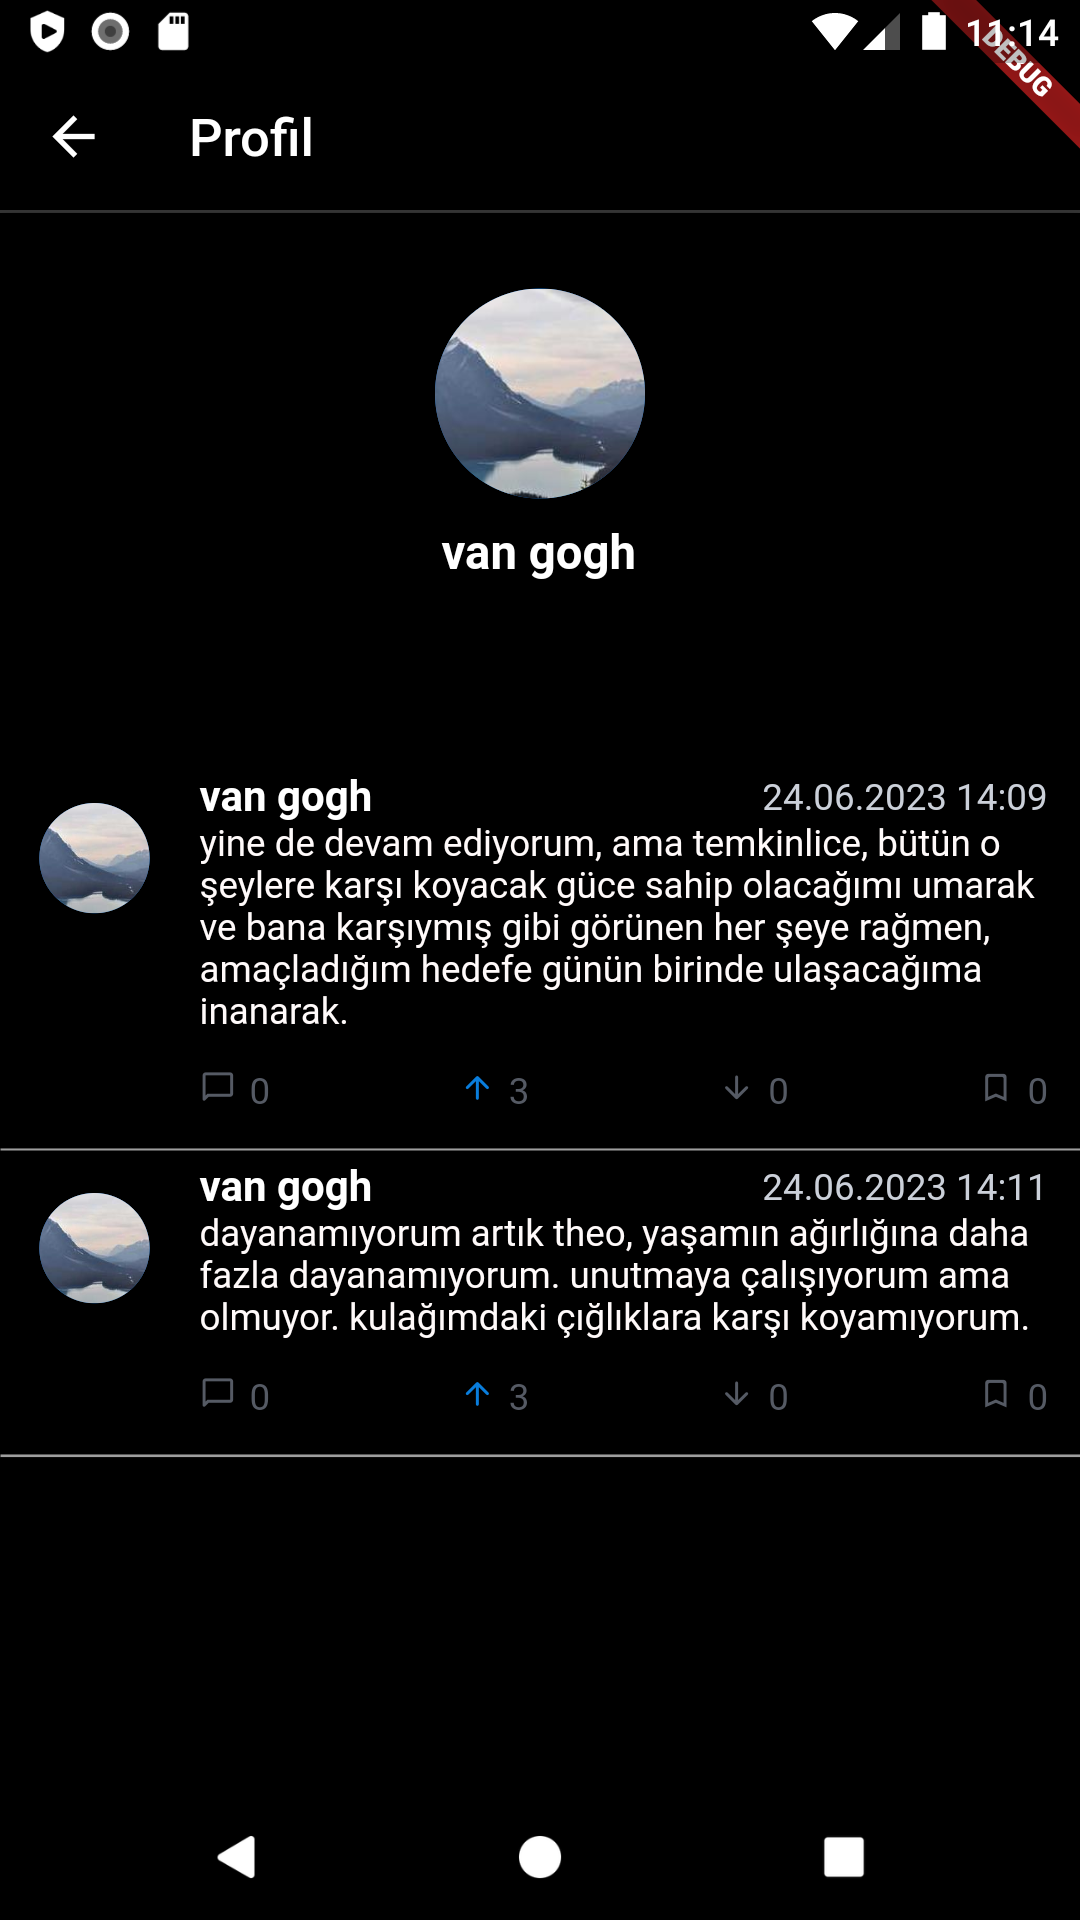 11:14
DEBUG
Profil
van gogh
van gogh 24.06.2023 14:09
yine de devam ediyorum, ama temkinlice, bütün o
şeylere karşı koyacak güce sahip olacağımı umarak
ve bana karşıymış gibi görünen her şeye rağmen,
amaçladığım hedefe günün birinde ulaşacağıma
inanarak.
0 3 0 0
van gogh 24.06.2023 14:11
dayanamıyorum artık theo, yaşamın ağırlığına daha
fazla dayanamıyorum. unutmaya çalışıyorum ama
olmuyor. kulağımdaki çığlıklara karşı koyamıyorum.
0 3 0 0